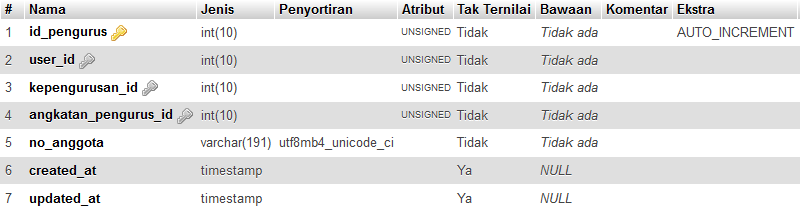 # Nama Jenis Penyortiran Atribut Tak Ternilai Bawaan Komentar Ekstra
1 id_pengurus int(10) UNSIGNED Tidak Tidak ada AUTO_INCREMENT
2 user_id int(10) UNSIGNED Tidak Tidak ada
3 kepengurusan_id int(10) UNSIGNED Tidak Tidak ada
4 angkatan_pengurus_id int(10) UNSIGNED Tidak Tidak ada
5 no_anggota varchar(191) utf8mb4_unicode_ci Tidak Tidak ada
6 created_at timestamp Ya NULL
7 updated_at timestamp Ya NULL